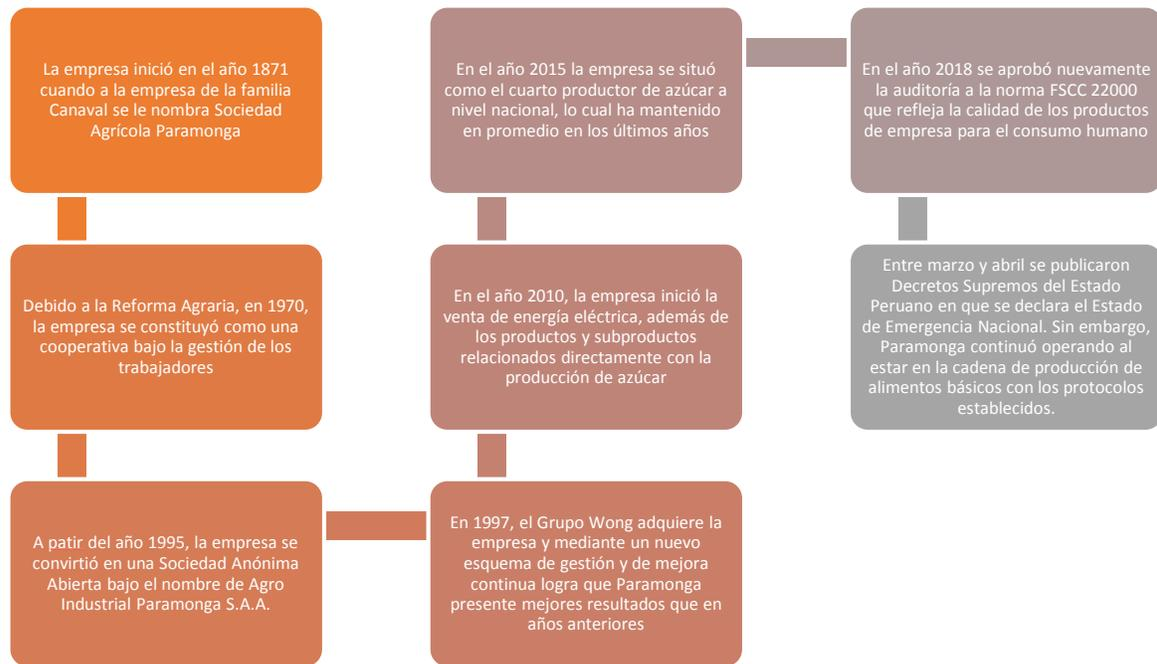 La empresa inició en el año 1871
cuando a la empresa de la familia
Canaval se le nombra Sociedad
Agrícola Paramonga
Debido a la Reforma Agraria, en 1970,
la empresa se constituyó como una
cooperativa bajo la gestión de los
trabajadores
A patir del año 1995, la empresa se
convirtió en una Sociedad Anónima
Abierta bajo el nombre de Agro
Industrial Paramonga S.A.A.
En 1997, el Grupo Wong adquiere la
empresa y mediante un nuevo
esquema de gestión y de mejora
continua logra que Paramonga
presente mejores resultados que en
años anteriores
En el año 2010, la empresa inició la
venta de energía eléctrica, además de
los productos y subproductos
relacionados directamente con la
producción de azúcar
En el año 2015 la empresa se situó
como el cuarto productor de azúcar a
nivel nacional, lo cual ha mantenido
en promedio en los últimos años
En el año 2018 se aprobó nuevamente
la auditoría a la norma FSCC 22000
que refleja la calidad de los productos
de empresa para el consumo humano
Entre marzo y abril se publicaron
Decretos Supremos del Estado
Peruano en que se declara el Estado
de Emergencia Nacional. Sin embargo,
Paramonga continuó operando al
estar en la cadena de producción de
alimentos básicos con los protocolos
establecidos.